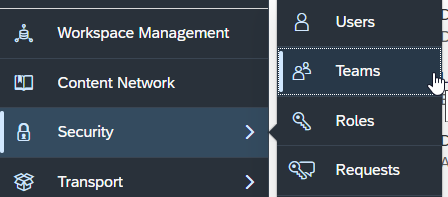 Workspace Management
Content Network
Security
Transport
Users
Teams
Roles
Requests